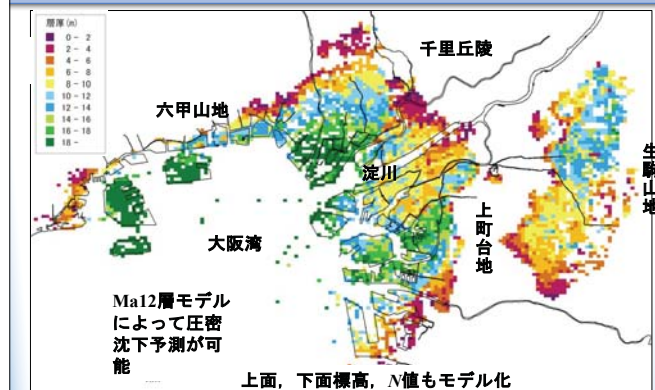 層厚 (m)
0 - 2
2 - 4
4 - 6
6 - 8
8 - 10
10 - 12
12 - 14
14 - 16
16 - 18
18 -
千里丘陵
六甲山地
淀川
生駒山地
上町台地
大阪湾
Ma12層モデル
によって圧密
沈下予測が可
能
上面，下面標高，N値もモデル化